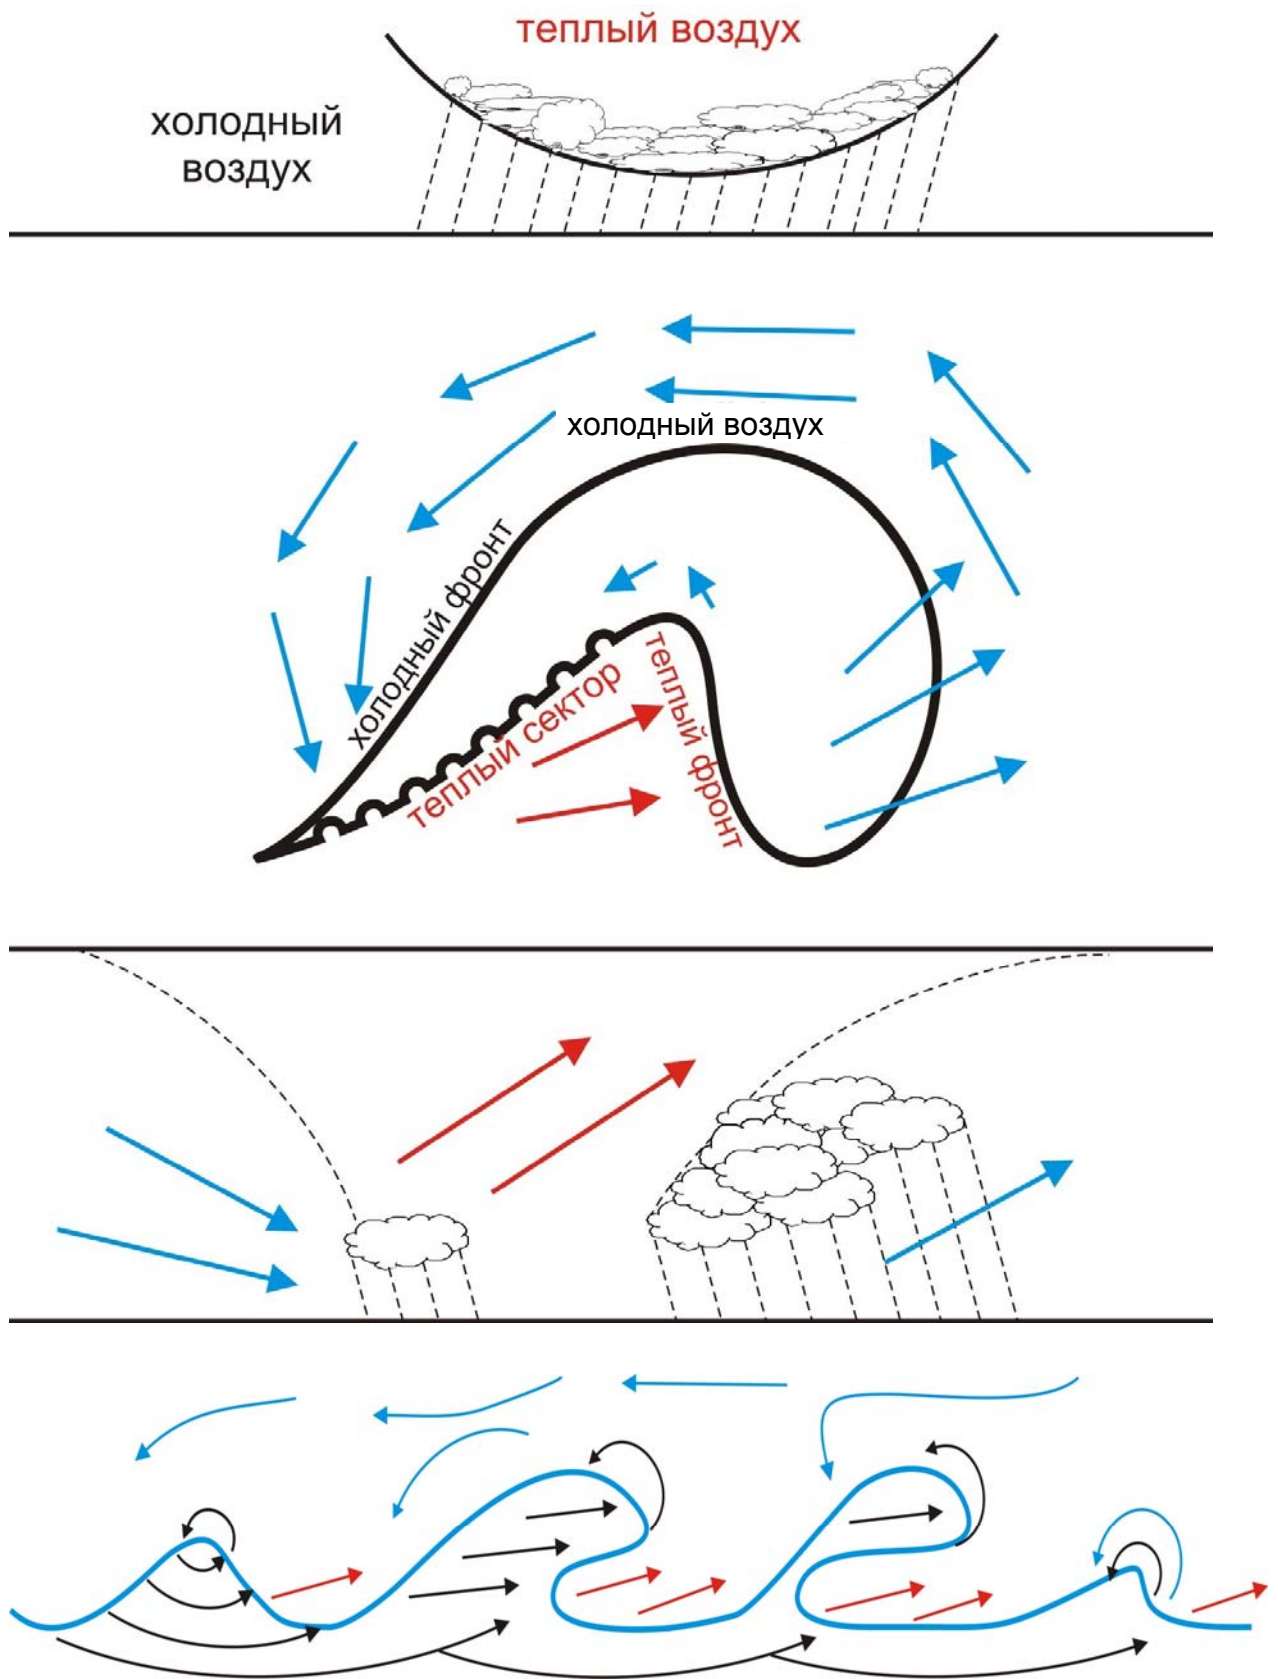 теплый воздух
холодный
воздух
холодный воздух
холодный фронт
теплый сектор
теплый фронт